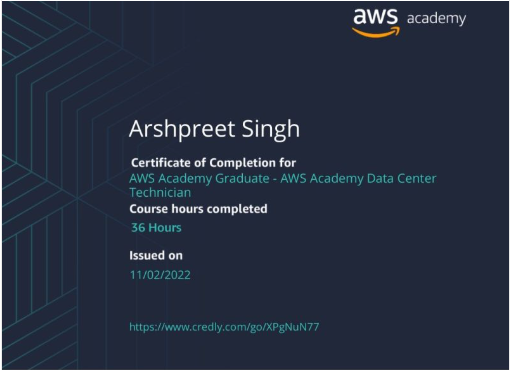 aws academy
Arshpreet Singh
Certificate of Completion for
AWS Academy Graduate - AWS Academy Data Center
Technician
Course hours completed
36 Hours
Issued on
11/02/2022
https://www.credly.com/go/XPgNuN77